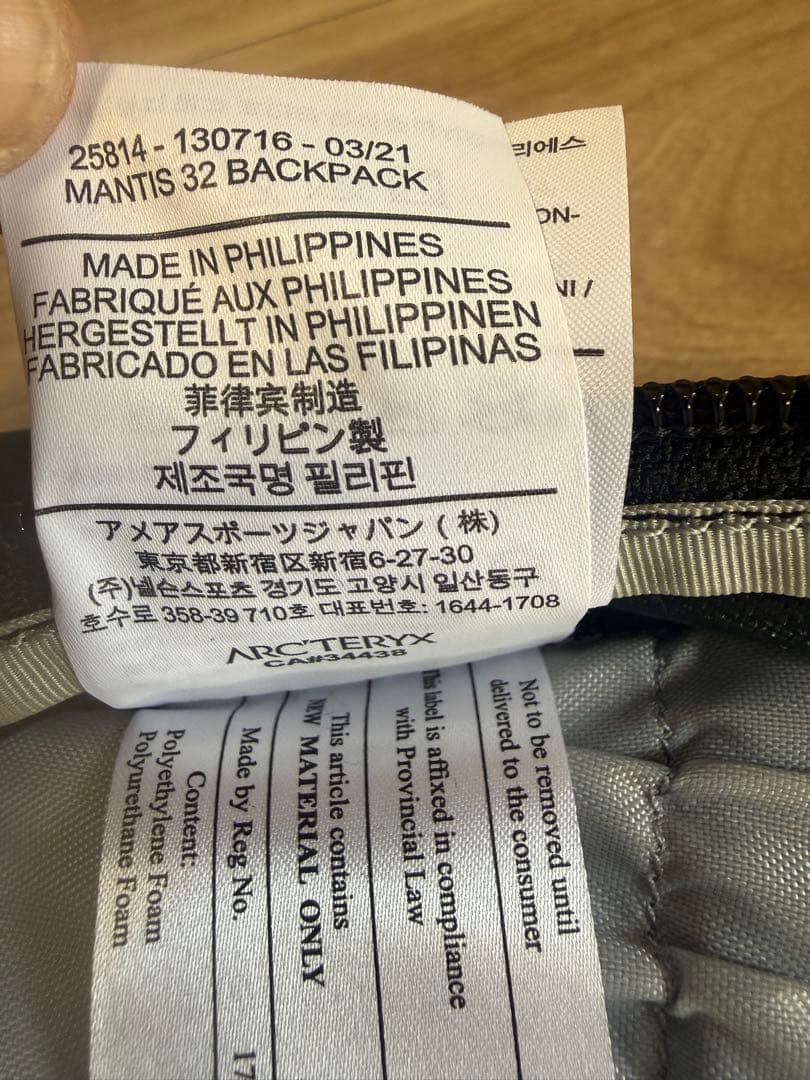 25814 - 130716 - 03/21
MANTIS 32 BACKPACK
MADE IN PHILIPPINES
FABRIQUÉ AUX PHILIPPINES
HERGESTELLT IN PHILIPPINEN
FABRICADO EN LAS FILIPINAS
菲律宾制造
フィリピン製
제조국명 필리핀
アメアスポーツジャパン ( 株)
東京都新宿区新宿6-27-30
(주)넬슨스포츠 경기도 고양시 일산동구
호수로 358-39 710호 대표번호: 1644-1708
ARC'TERYX
CA#34438
리에스
ON-
NI /
Not to be removed until
delivered to the consumer
This label is affixed in compliance
with Provincial Law
This article contains
NEW MATERIAL ONLY
Made by Reg No.
17
Content:
Polyethylene Foam
Polyurethane Foam